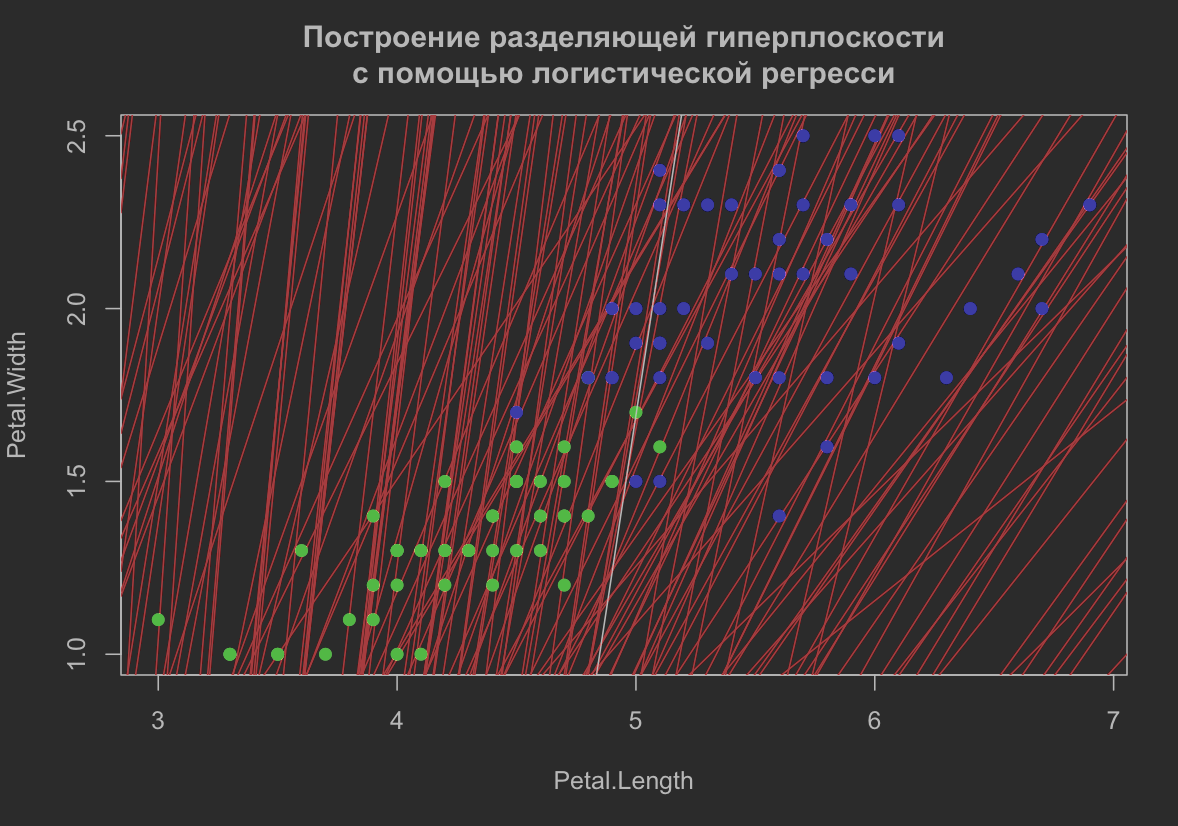 Построение разделяющей гиперплоскости
с помощью логистической регресси
2.5
2.0
1.5
1.0
Petal.Width
3 4 5 6 7
Petal.Length